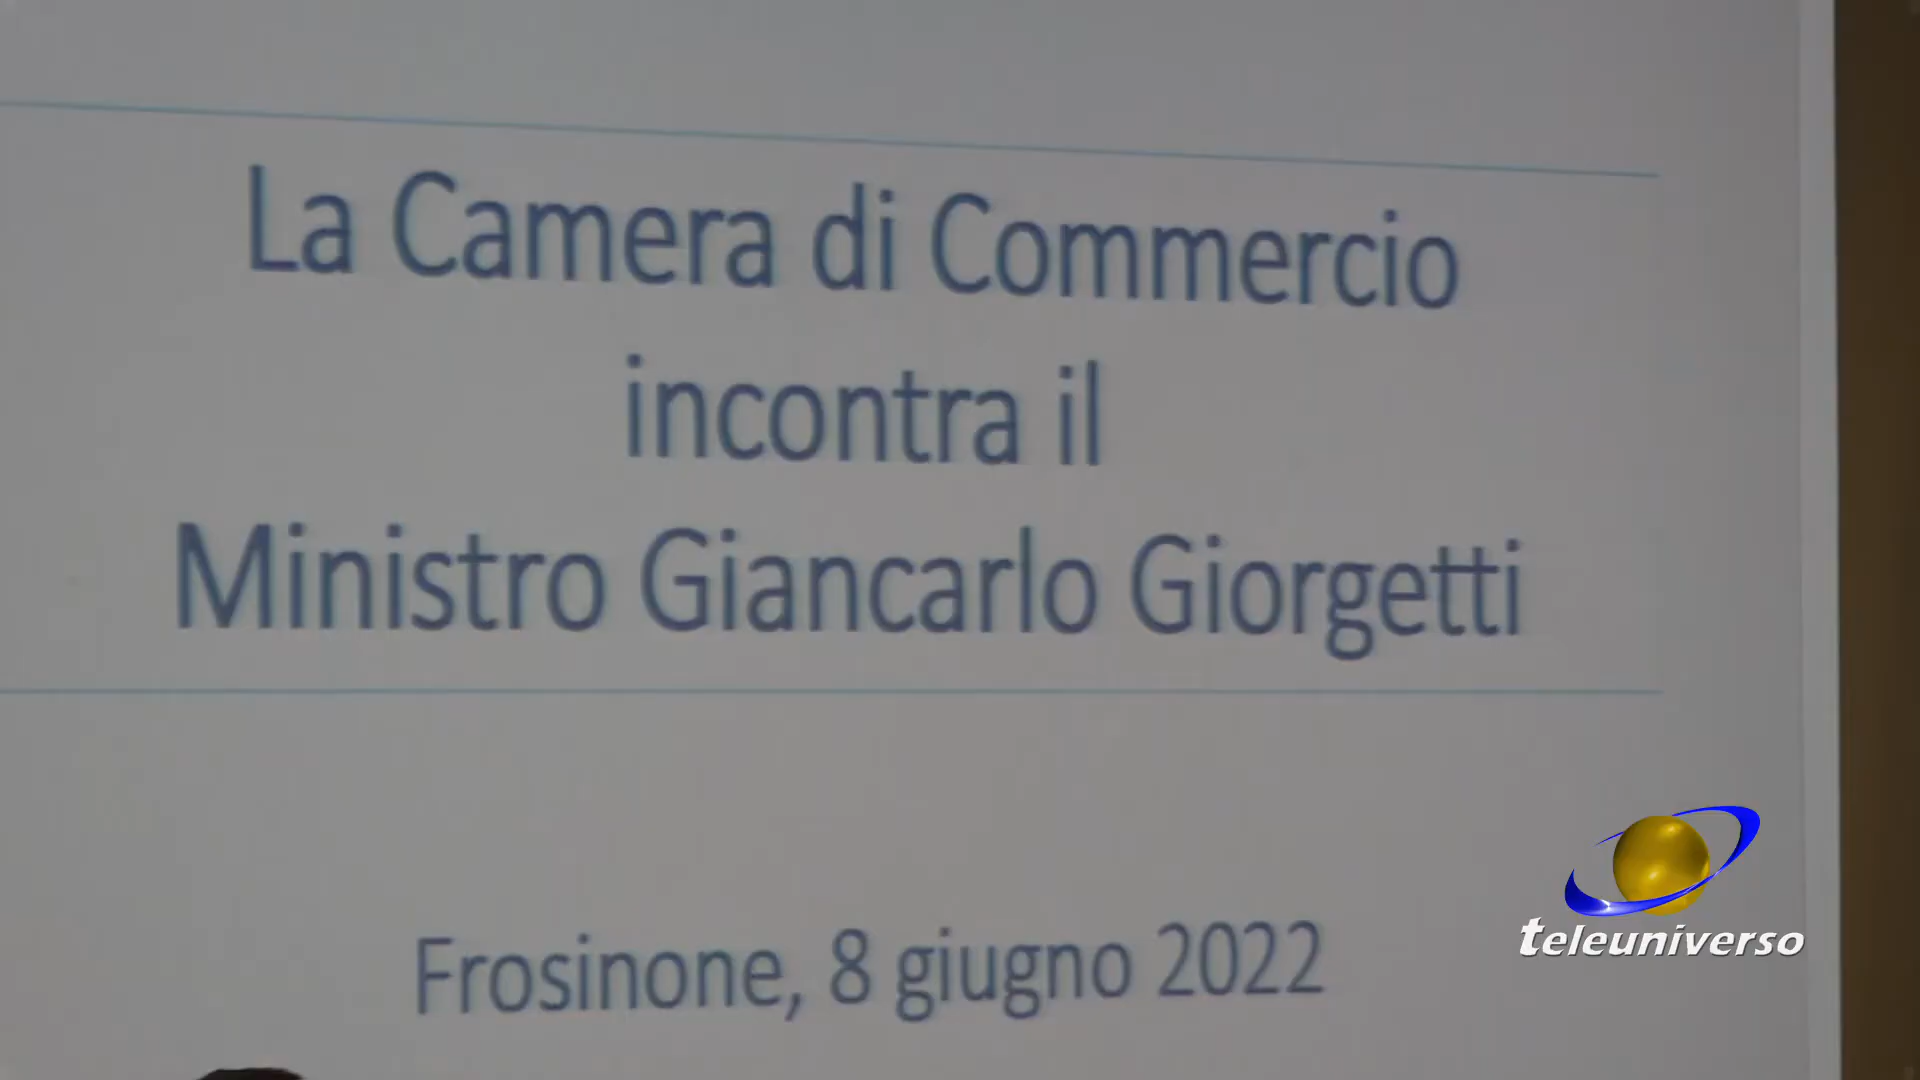 La Camera di Commercio
incontra il
Ministro Giancarlo Giorgetti
Frosinone, 8 giugno 2022
teleuniverso